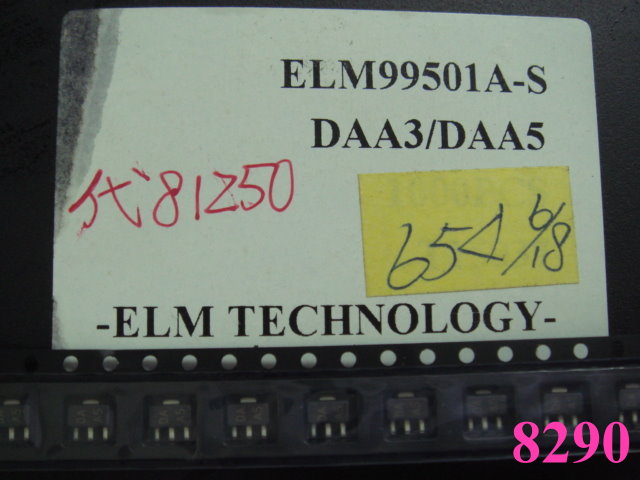 ELM99501A-S
DAA3/DAA5
代81250
654 6/18
-ELM TECHNOLOGY-
8290